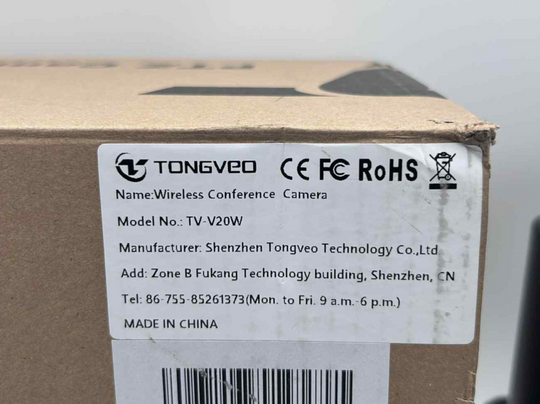 TONGVEO CE FC RoHS
Name:Wireless Conference Camera
Model No.: TV-V20W
Manufacturer: Shenzhen Tongveo Technology Co.,Ltd
Add: Zone B Fukang Technology building, Shenzhen, CN
Tel: 86-755-85261373(Mon. to Fri. 9 a.m.-6 p.m.)
MADE IN CHINA